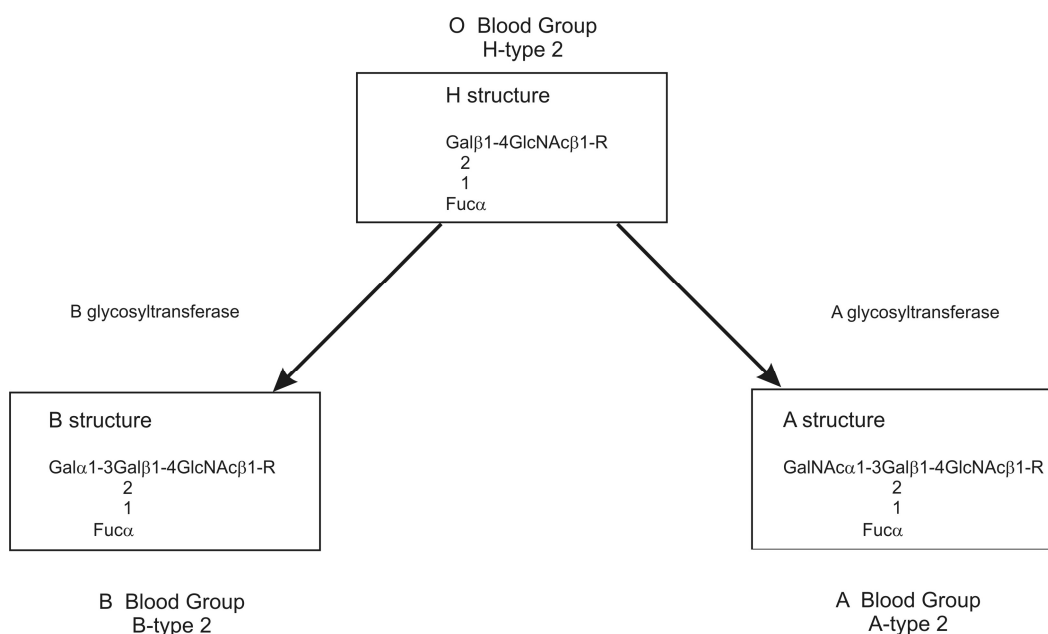 O Blood Group
H-type 2
H structure
Galβ1-4GlcNAcβ1-R
2
1
Fucα
B glycosyltransferase
A glycosyltransferase
B structure
Galα1-3Galβ1-4GlcNAcβ1-R
2
1
Fucα
A structure
GalNAcα1-3Galβ1-4GlcNAcβ1-R
2
1
Fucα
B Blood Group
B-type 2
A Blood Group
A-type 2